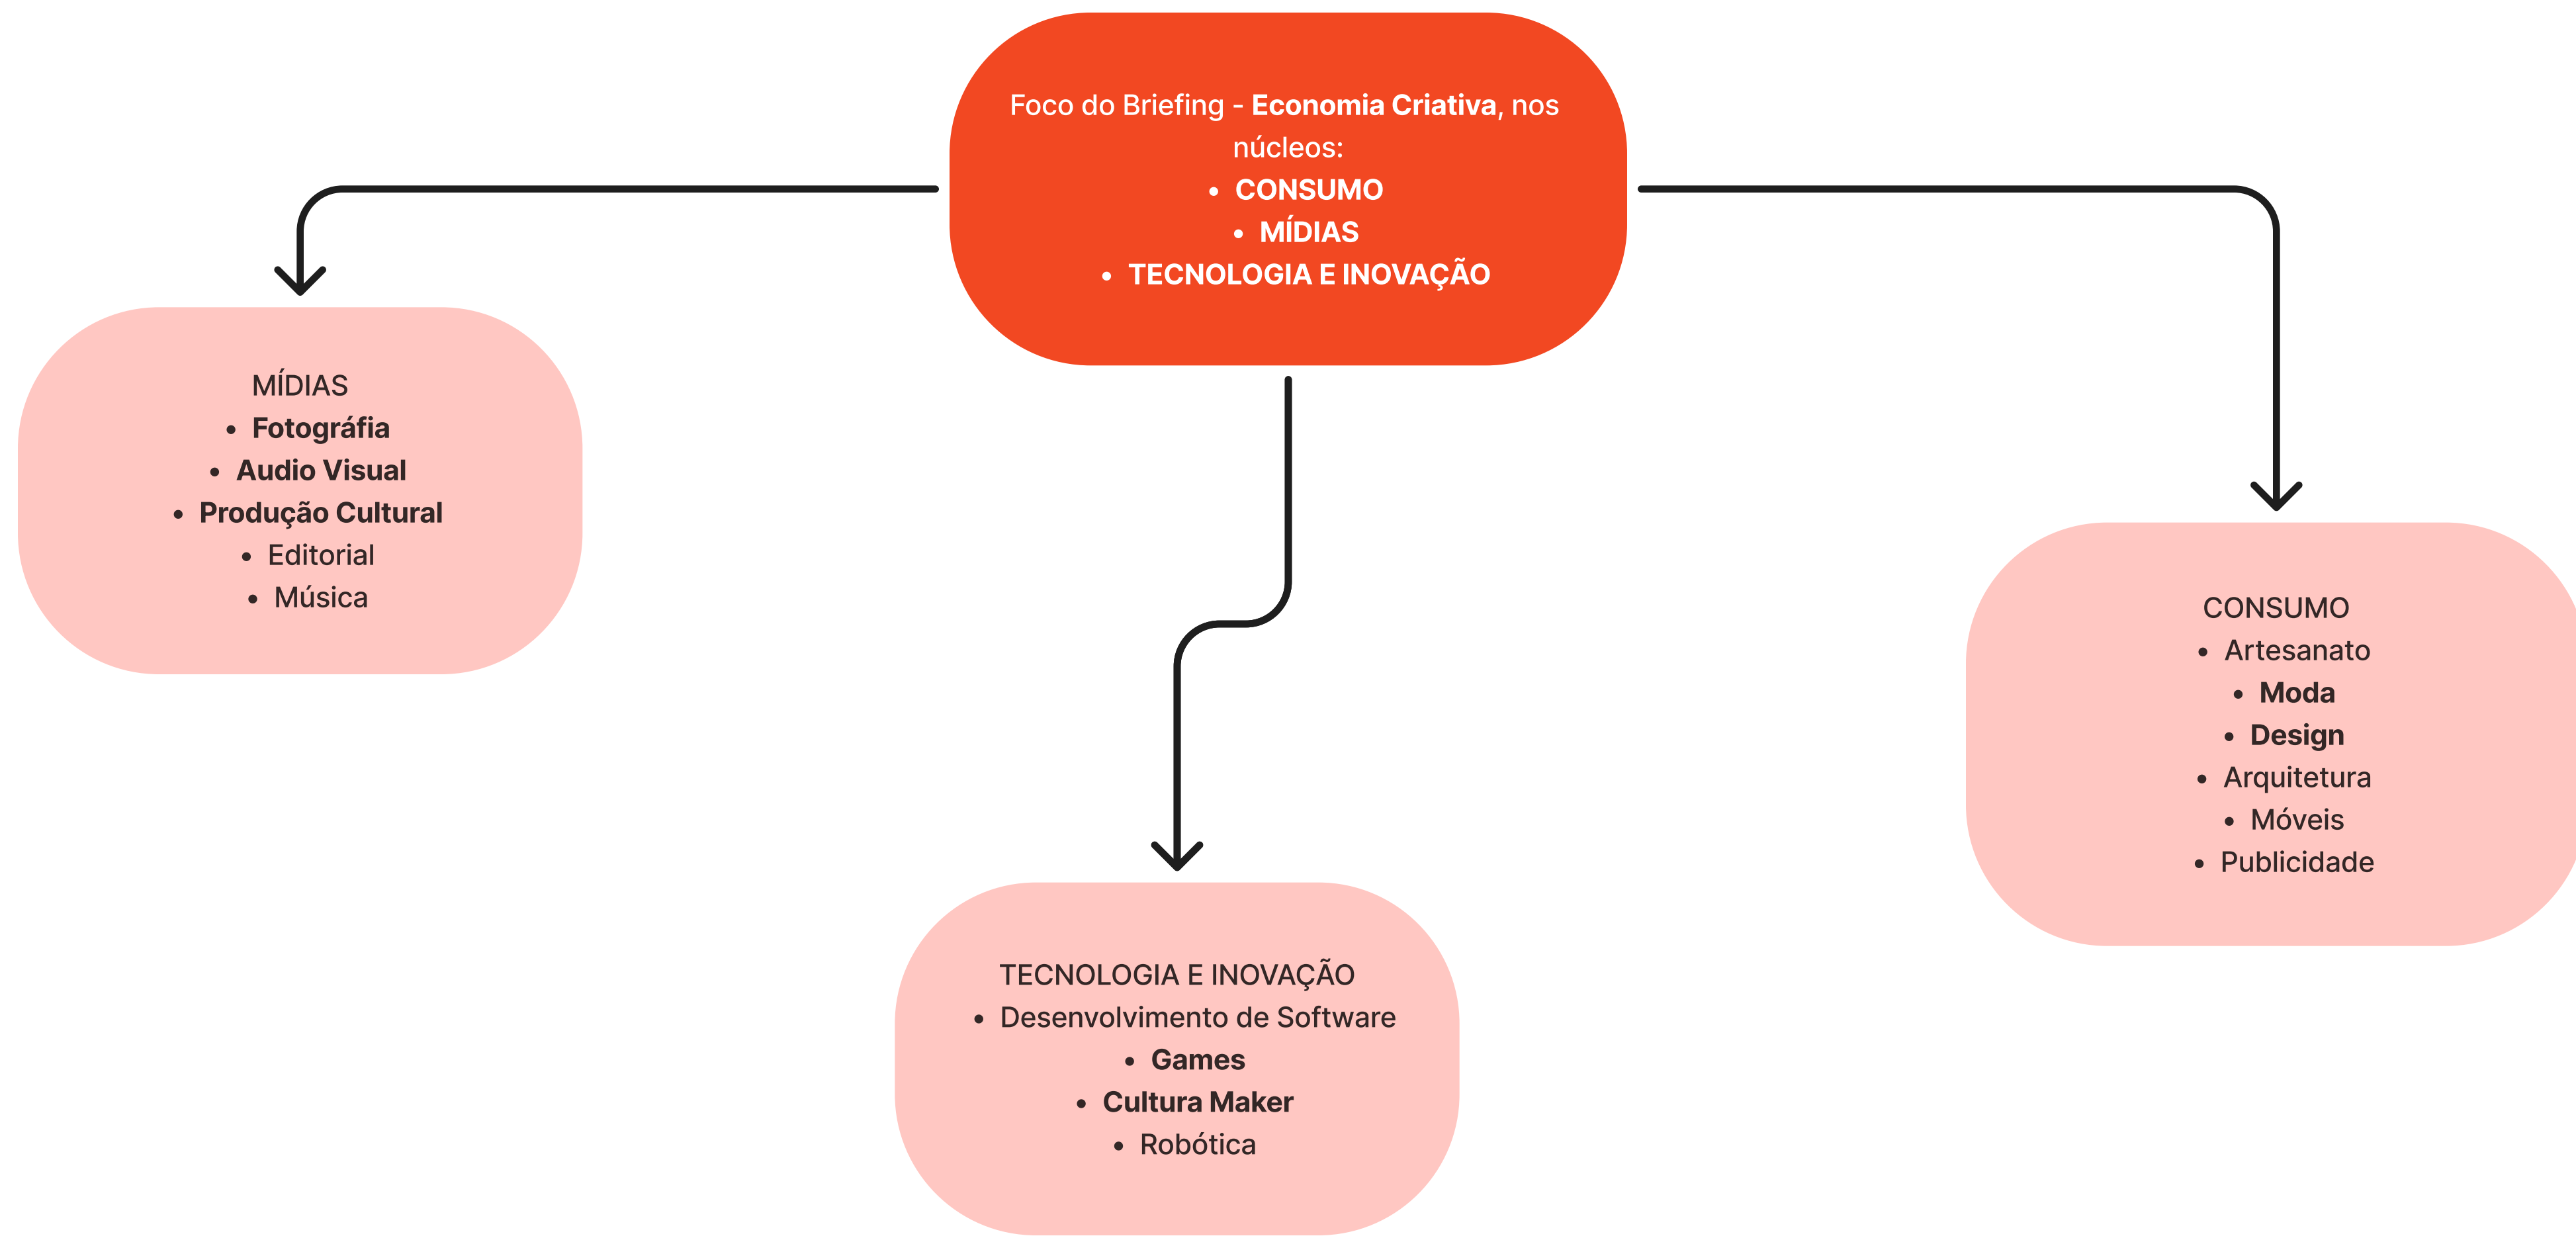 Foco do Briefing - Economia Criativa, nos
núcleos:
• CONSUMO
• MÍDIAS
• TECNOLOGIA E INOVAÇÃO
MÍDIAS
• Fotográfia
• Audio Visual
• Produção Cultural
• Editorial
• Música
CONSUMO
• Artesanato
• Moda
• Design
• Arquitetura
• Móveis
• Publicidade
TECNOLOGIA E INOVAÇÃO
• Desenvolvimento de Software
• Games
• Cultura Maker
• Robótica